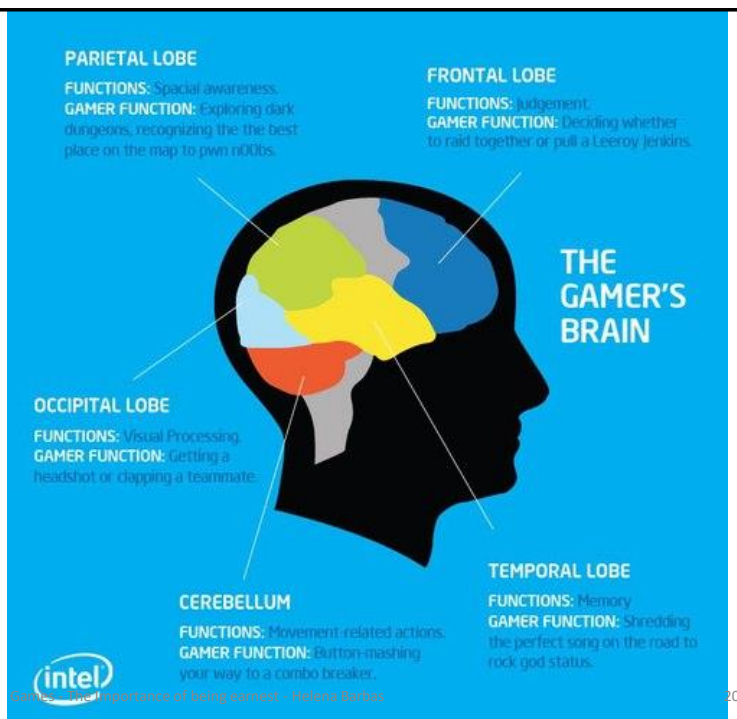 PARIETAL LOBE
FUNCTIONS: Spacial awareness.
GAMER FUNCTION: Exploring dark
dungeons, recognizing the the best
place on the map to pwn n00bs.
FRONTAL LOBE
FUNCTIONS: Judgement.
GAMER FUNCTION: Deciding whether
to raid together or pull a Leeroy Jenkins.
THE
GAMER'S
BRAIN
OCCIPITAL LOBE
FUNCTIONS: Visual Processing.
GAMER FUNCTION: Getting a
headshot or clapping a teammate.
TEMPORAL LOBE
FUNCTIONS: Memory
GAMER FUNCTION: Shredding
the perfect song on the road to
rock god status.
CEREBELLUM
FUNCTIONS: Movement-related actions.
GAMER FUNCTION: Button-mashing
your way to a combo breaker.
intel
Games - The Importance of being earnest - Helena Barbas
20